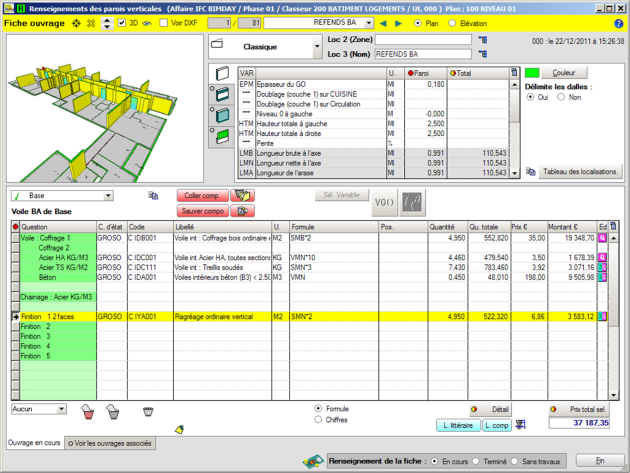 Renseignements des parois verticales (Affaire IFC BIMDAY / Phase 01 / Classeur 200 BATIMENT LOGEMENTS / Ut. 000 ) Plan : 100 NIVEAU 01
Fiche ouvrage 3D Voir DXF 1 / 81 REFENDS BA Plan Elévation
Classique
Loc 2 (Zone)
Loc 3 (Nom) REFENDS BA
000 : le 22/12/2011 à 15:26:38
VAR U. Paroi Total
EPM Epaisseur du GO Ml 0,180
*** Doublage (couche 1) sur CUISINE Ml
*** Doublage (couche 1) sur Circulation Ml
*** Niveau 0 à gauche Ml -0,000
HTM Hauteur totale à gauche Ml 2,500
HTM Hauteur totale à droite Ml 2,500
*** Pente %
LMB Longueur brute à l'axe Ml 0.991 110,543
LMN Longueur nette à l'axe Ml 0.991 110,543
LMA Longueur de l'arase Ml 0.991 110,543
Couleur
Délimite les dalles :
Oui Non
Tableau des localisations.
Base
Coller comp.
Sauver compo
Sél. Variable
VGO
Voile BA de Base
Question C. d'état Code Libellé U. Formule Pos. Quantité Qu. totale Prix € Montant € Ed
Voile : Coffrage 1 GROSO C IDB001 Voile int : Coffrage bois ordinaire e M2 SMB*2 4,950 552,820 35,00 19 348,70
Coffrage 2
Acier HA KG/M3 GROSO C IDC001 Voile int Acier HA, toutes sections KG VMN*10 4,460 479,540 3,50 1 678,39
Acier TS KG/M2 GROSO C IDC111 Voile int : Treillis soudés KG SMN*3 7,430 783,460 3,92 3,071,16
Béton GROSO C IDA001 Voiles intérieurs béton (B3) < 2.50 M3 VMN 0,450 48,010 198,00 9 505,98
Chainage : Acier KG/M3
Finition 1 2 faces GROSO C IYA001 Ragréage ordinaire vertical M2 SMN*2 4,950 522,320 6,86 3 583,12
Finition 2
Finition 3
Finition 4
Finition 5
Aucun
Formule
Chiffres
Détail
Prix total sel.
L. littéraire L. comp
37 187,35
Ouvrage en cours Voir les ouvrages associés
Renseignement de la fiche : En cours Terminé Sans travaux
Fin